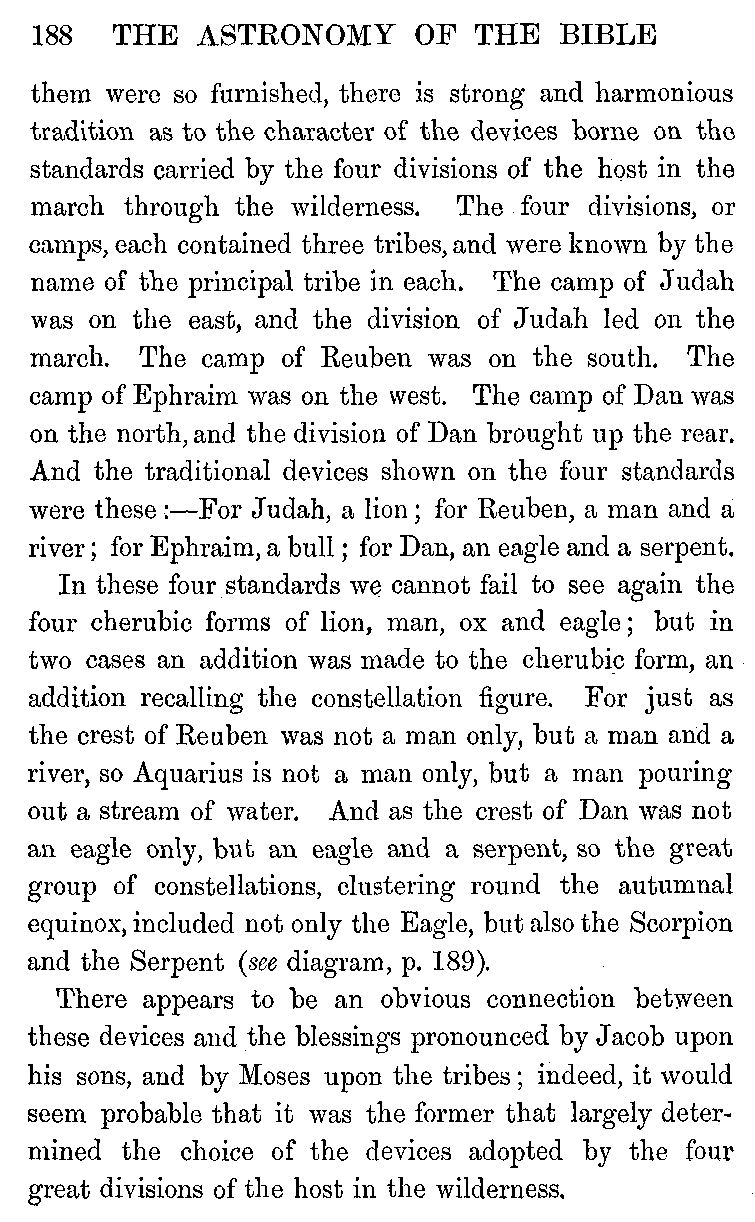 188 THE ASTRONOMY OF THE BIBLE
them were so furnished, there is strong and harmonious
tradition as to the character of the devices borne on the
standards carried by the four divisions of the host in the
march through the wilderness. The four divisions, or
camps, each contained three tribes, and were known by the
name of the principal tribe in each. The camp of Judah
was on the east, and the division of Judah led on the
march. The camp of Reuben was on the south. The
camp of Ephraim was on the west. The camp of Dan was
on the north, and the division of Dan brought up the rear.
And the traditional devices shown on the four standards
were these:—For Judah, a lion; for Reuben, a man and a
river; for Ephraim, a bull; for Dan, an eagle and a serpent.
In these four standards we cannot fail to see again the
four cherubic forms of lion, man, ox and eagle; but in
two cases an addition was made to the cherubic form, an
addition recalling the constellation figure. For just as
the crest of Reuben was not a man only, but a man and a
river, so Aquarius is not a man only, but a man pouring
out a stream of water. And as the crest of Dan was not
an eagle only, but an eagle and a serpent, so the great
group of constellations, clustering round the autumnal
equinox, included not only the Eagle, but also the Scorpion
and the Serpent (see diagram, p. 189).
There appears to be an obvious connection between
these devices and the blessings pronounced by Jacob upon
his sons, and by Moses upon the tribes; indeed, it would
seem probable that it was the former that largely deter-
mined the choice of the devices adopted by the four
great divisions of the host in the wilderness.